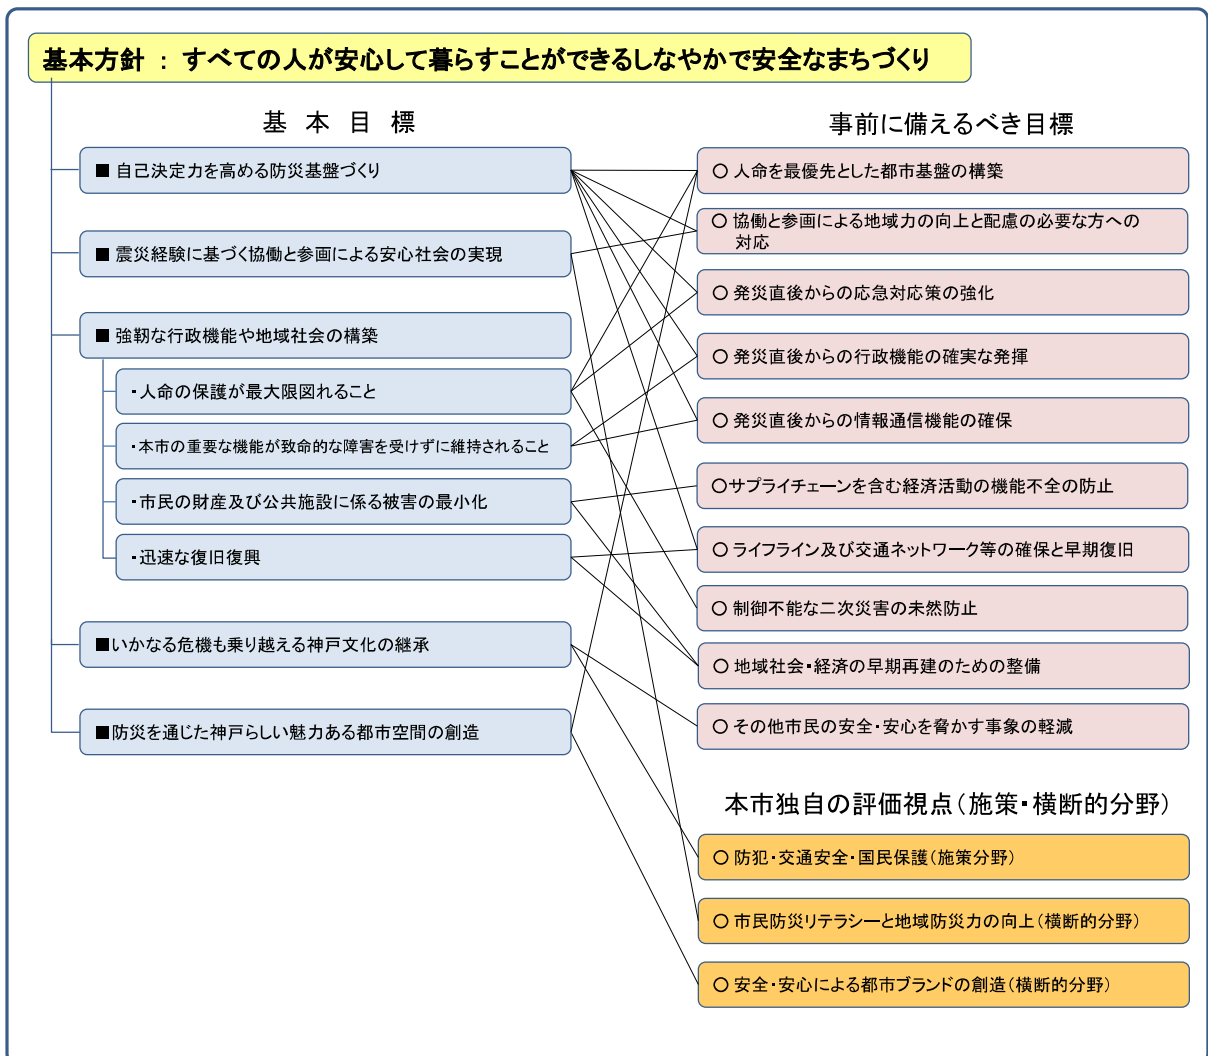 基本方針 : すべての人が安心して暮らすことができるしなやかで安全なまちづくり
基 本 目 標
■ 自己決定力を高める防災基盤づくり
■ 震災経験に基づく協働と参画による安心社会の実現
■ 強靭な行政機能や地域社会の構築
・人命の保護が最大限図れること
・本市の重要な機能が致命的な障害を受けずに維持されること
・市民の財産及び公共施設に係る被害の最小化
・迅速な復旧復興
■いかなる危機も乗り越える神戸文化の継承
■防災を通じた神戸らしい魅力ある都市空間の創造
事前に備えるべき目標
○ 人命を最優先とした都市基盤の構築
○ 協働と参画による地域力の向上と配慮の必要な方への
対応
○ 発災直後からの応急対応策の強化
○ 発災直後からの行政機能の確実な発揮
○ 発災直後からの情報通信機能の確保
○サプライチェーンを含む経済活動の機能不全の防止
○ ライフライン及び交通ネットワーク等の確保と早期復旧
○ 制御不能な二次災害の未然防止
○ 地域社会・経済の早期再建のための整備
○ その他市民の安全・安心を脅かす事象の軽減
本市独自の評価視点(施策・横断的分野)
○ 防犯・交通安全・国民保護(施策分野)
○ 市民防災リテラシーと地域防災力の向上(横断的分野)
○ 安全・安心による都市ブランドの創造(横断的分野)